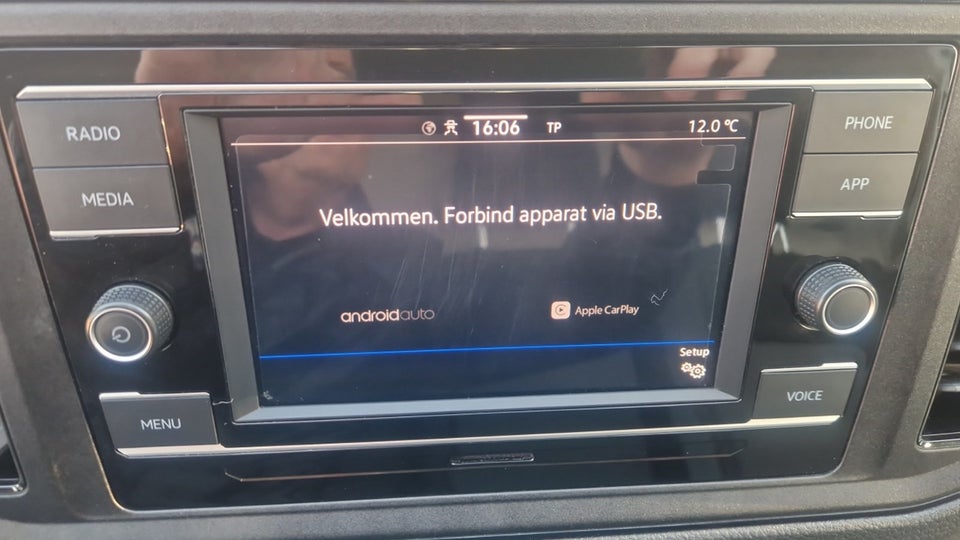 RADIO
MEDIA
MENU
16:06 TP 12.0 °C
Velkommen. Forbind apparat via USB.
androidauto
Apple CarPlay
Setup
PHONE
APP
VOICE